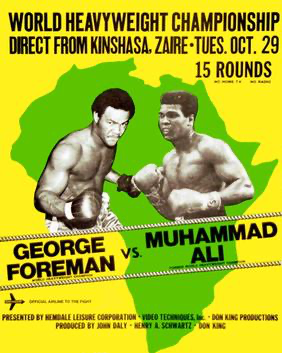 WORLD HEAVYWEIGHT CHAMPIONSHIP
DIRECT FROM KINSHASA, ZAIRE • TUES. OCT. 29
15 ROUNDS
NO HOME TV NO RADIO
GEORGE
FOREMAN
VS.
MUHAMMAD
ALI
OFFICIAL AIRLINE TO THE FIGHT
PRESENTED BY HEMDALE LEISURE CORPORATION • VIDEO TECHNIQUES, INC. • DON KING PRODUCTIONS
PRODUCED BY JOHN DALY • HENRY A. SCHWARTZ • DON KING